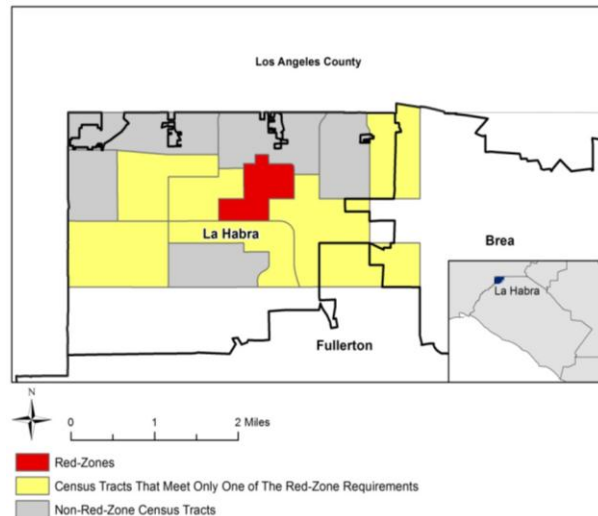 Los Angeles County
La Habra
Brea
La Habra
Fullerton
N
0 1 2 Miles
Red-Zones
Census Tracts That Meet Only One of The Red-Zone Requirements
Non-Red-Zone Census Tracts